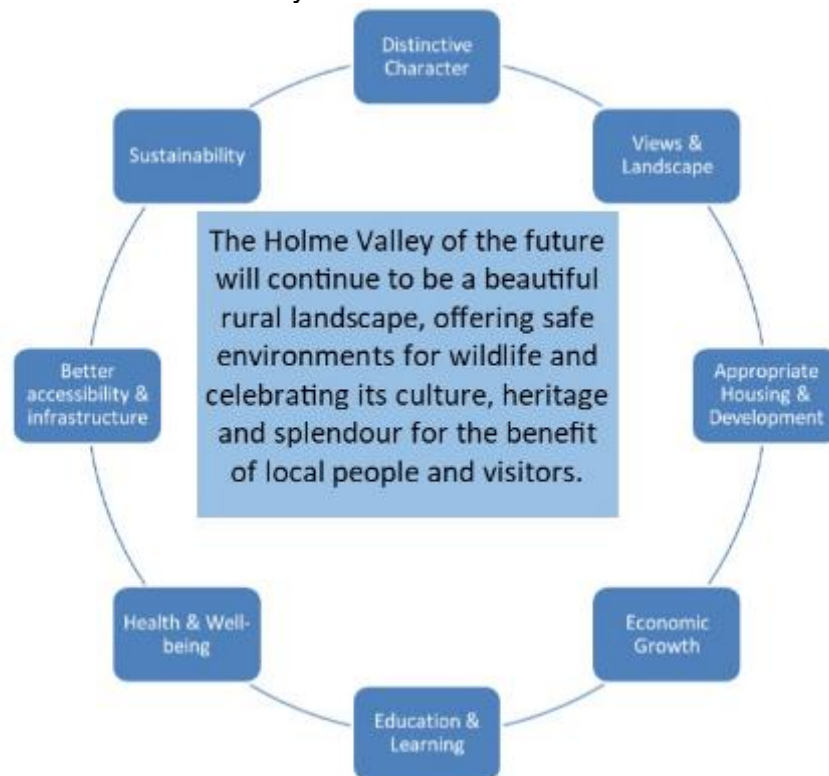 Distinctive
Character
Views &
Landscape
Appropriate
Housing &
Development
Economic
Growth
Education &
Learning
Health & Well-
being
Better
accessibility &
infrastructure
Sustainability
The Holme Valley of the future
will continue to be a beautiful
rural landscape, offering safe
environments for wildlife and
celebrating its culture, heritage
and splendour for the benefit
of local people and visitors.